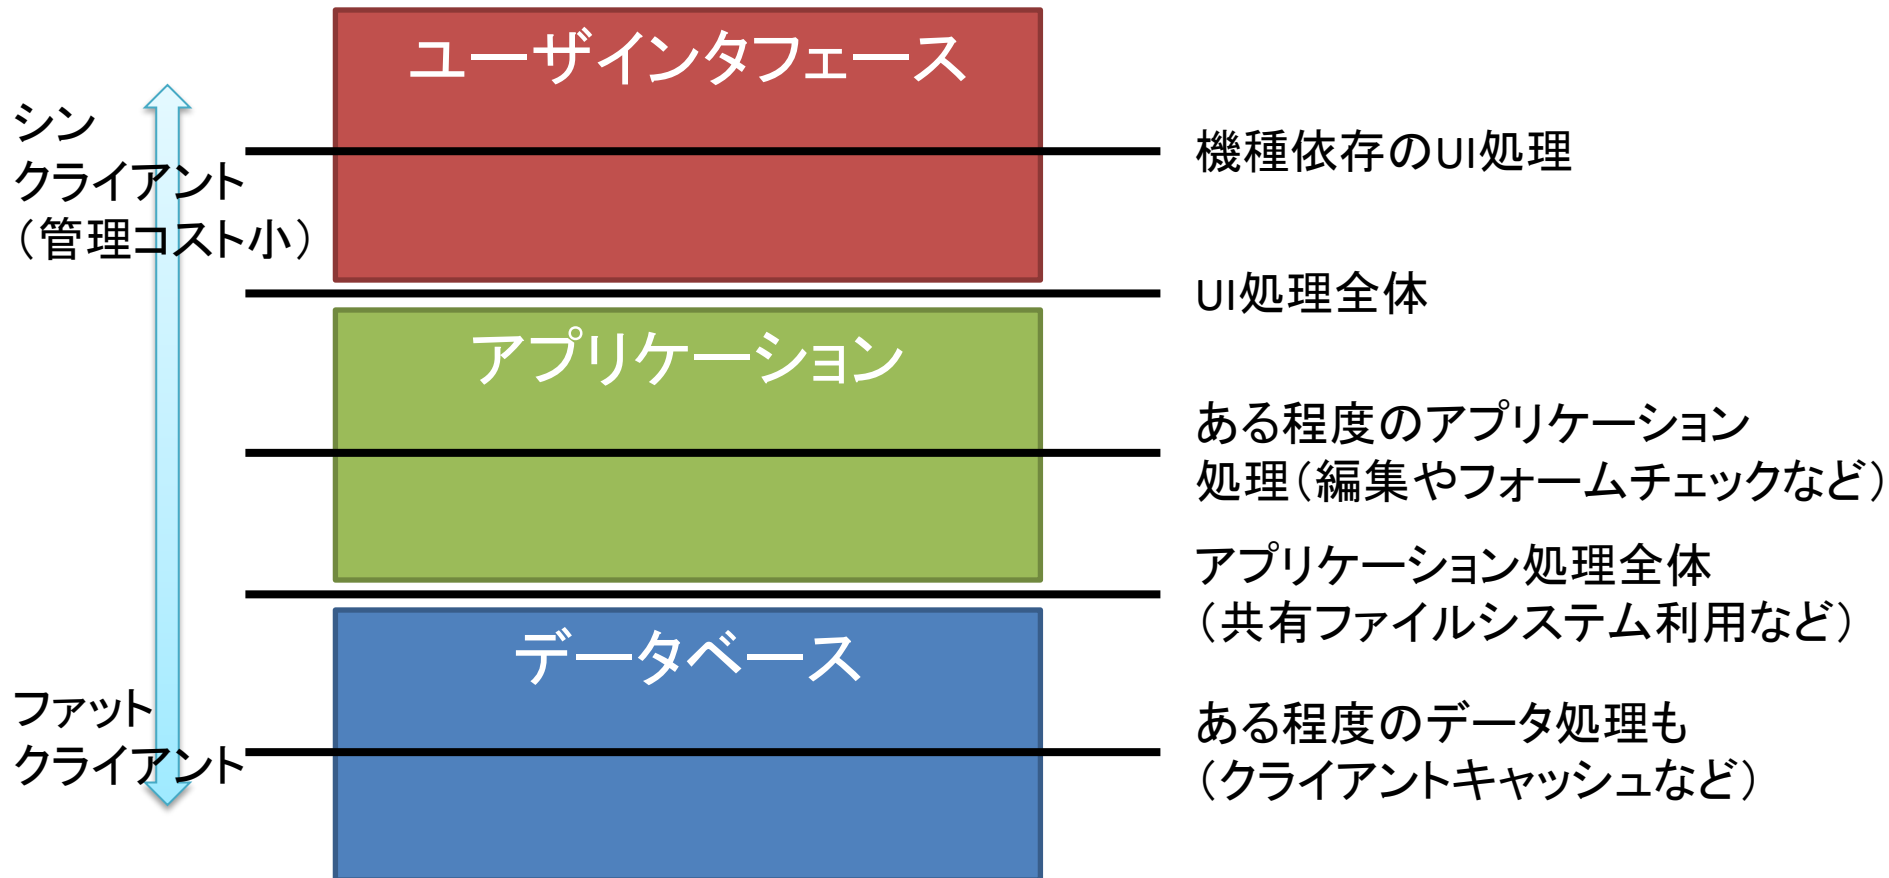 ユーザインタフェース
シン
クライアント
（管理コスト小）
機種依存のUI処理
UI処理全体
アプリケーション
ある程度のアプリケーション
処理（編集やフォームチェックなど）
アプリケーション処理全体
（共有ファイルシステム利用など）
データベース
ファット
クライアント
ある程度のデータ処理も
（クライアントキャッシュなど）